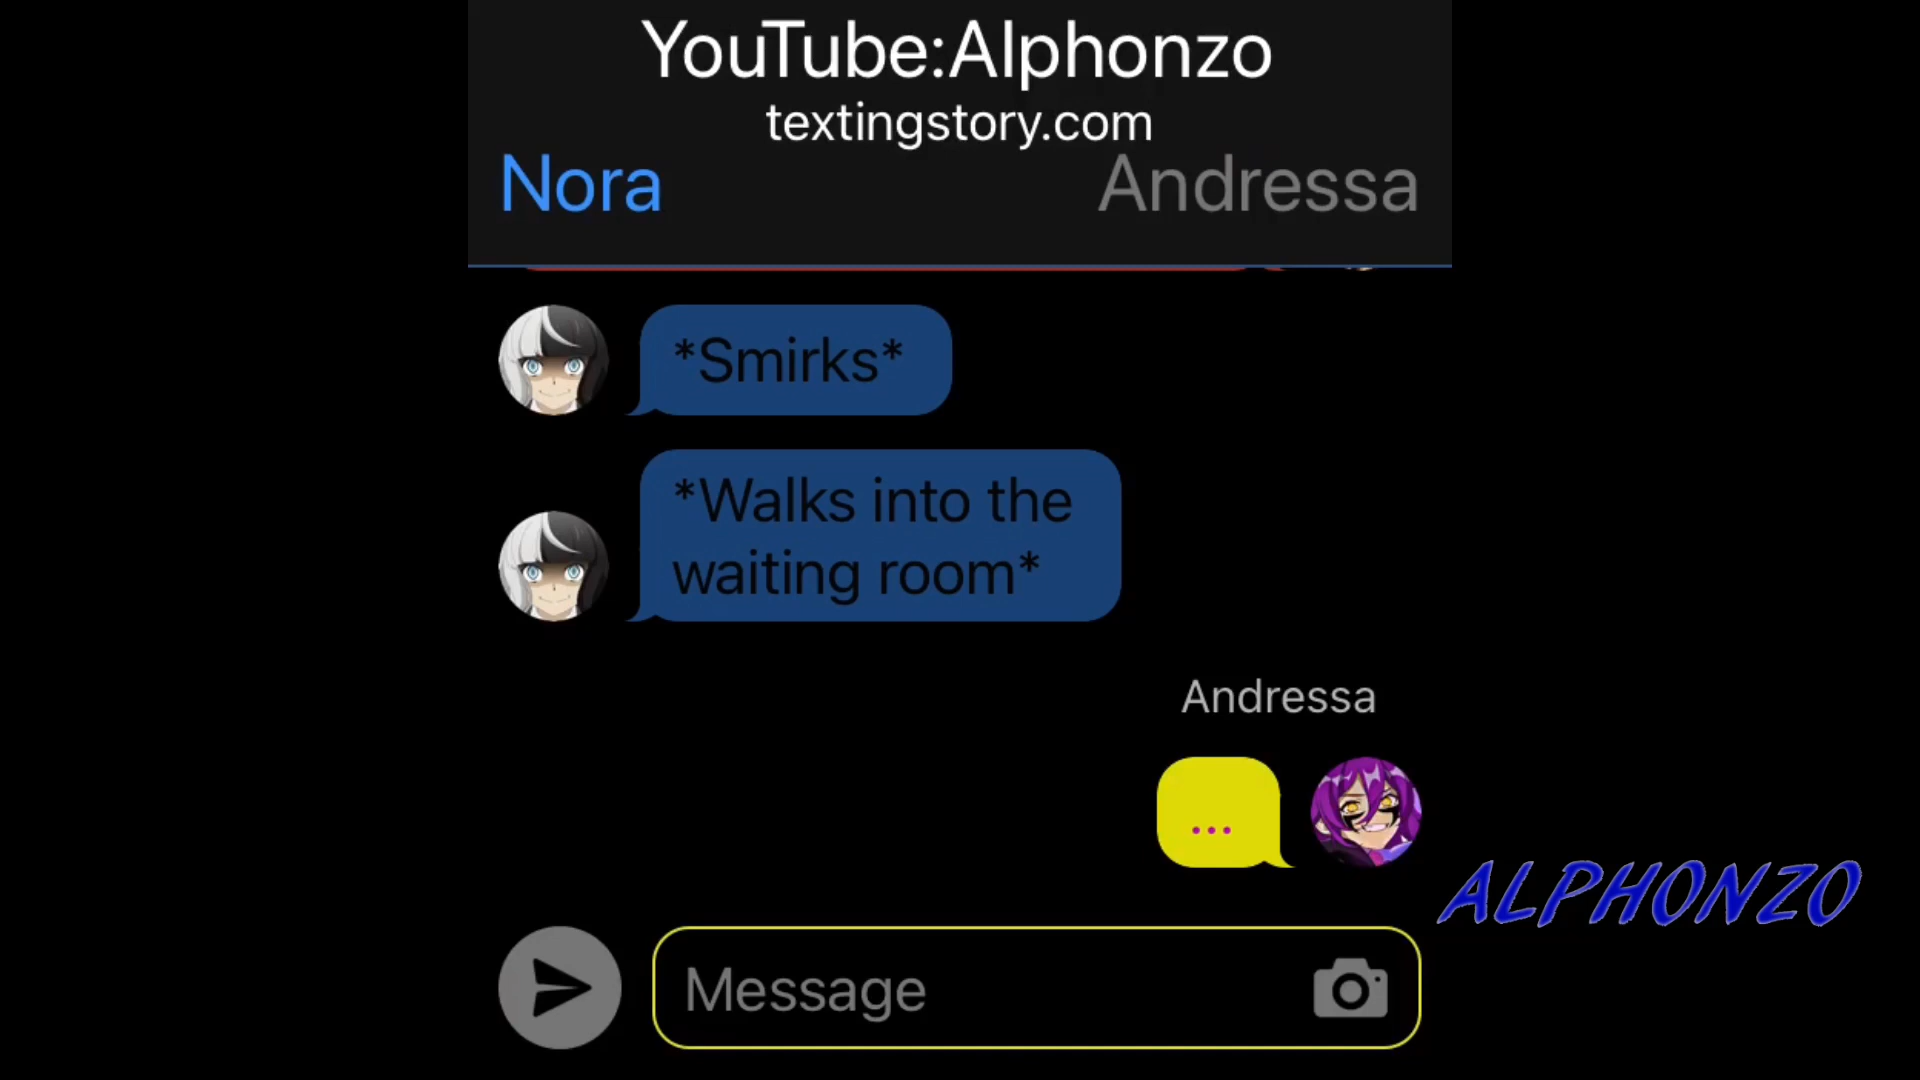 YouTube:Alphonzo
textingstory.com
Nora
Andressa
*Smirks*
*Walks into the
waiting room*
Andressa
...
ALPHONZO
Message